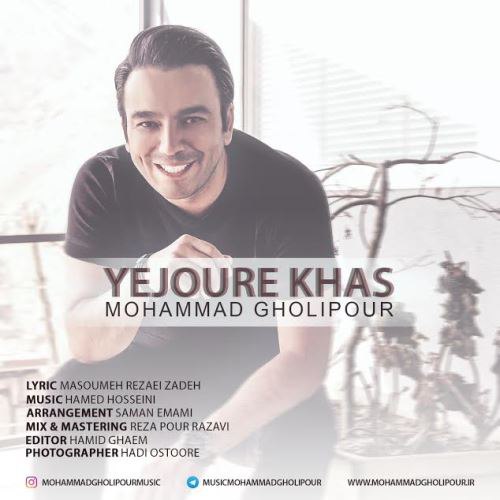 YEJOURE KHAS
MOHAMMAD GHOLIPOUR
LYRIC MASOUMEH REZAEI ZADEH
MUSIC HAMED HOSSEINI
ARRANGEMENT SAMAN EMAMI
MIX & MASTERING REZA POUR RAZAVI
EDITOR HAMID GHAEM
PHOTOGRAPHER HADI OSTOORE
MOHAMMADGHOLIPOURMUSIC MUSICMOHAMMADGHOLIPOUR WWW.MOHAMMADGHOLIPOUR.IR